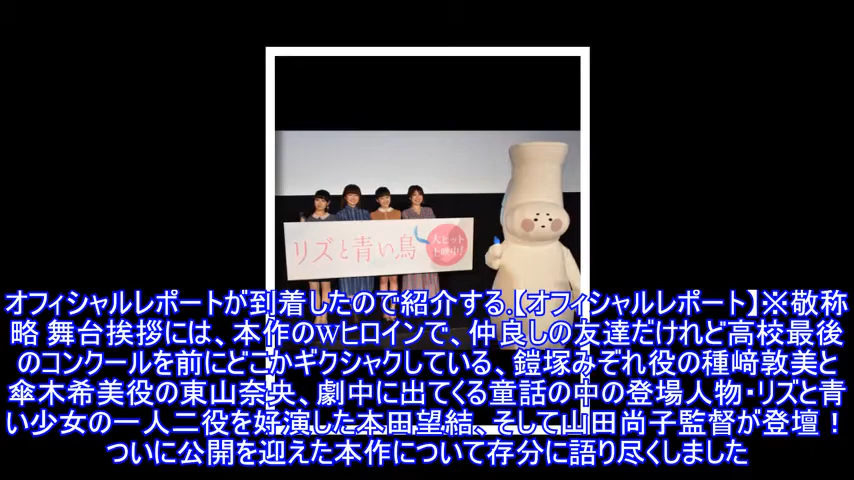 リズと青い鳥
大ヒット
上映中!
オフィシャルレポートが到着したので紹介する.【オフィシャルレポート】※敬称
略 舞台挨拶には、本作のWヒロインで、仲良しの友達だけれど高校最後
のコンクールを前にどこかギクシャクしている、鎧塚みぞれ役の種﨑敦美と
傘木希美役の東山奈央、劇中に出てくる童話の中の登場人物・リズと青
い少女の一人二役を好演した本田望結、そして山田尚子監督が登壇！
ついに公開を迎えた本作について存分に語り尽くしました